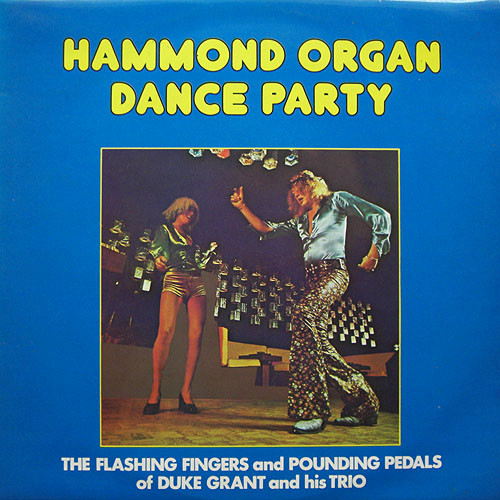 HAMMOND ORGAN
DANCE PARTY
THE FLASHING FINGERS and POUNDING PEDALS
of DUKE GRANT and his TRIO